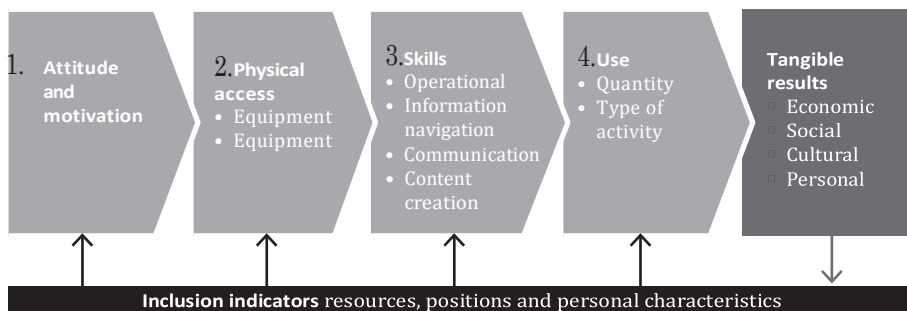 1. Attitude
and
motivation
2.Physical
access
• Equipment
• Equipment
3.Skills
• Operational
• Information
navigation
• Communication
• Content
creation
4.Use
• Quantity
• Type of
activity
Tangible
results
▫ Economic
▫ Social
▫ Cultural
▫ Personal
Inclusion indicators resources, positions and personal characteristics